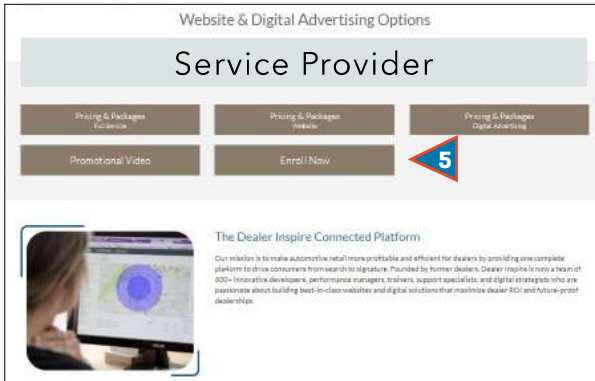 Website & Digital Advertising Options
Service Provider
Pricing & Packages
Full Service
Pricing & Packages
Website
Pricing & Packages
Digital Advertising
Promotional Video
Enroll Now
5
The Dealer Inspire Connected Platform
Our mission is to make automotive retail more profitable and efficient for dealers by providing one complete
platform to drive consumers from search to signature. Founded by former dealers, Dealer Inspire is now a team of
600+ innovative developers, performance managers, trainers, support specialists, and digital strategists who are
passionate about building best-in-class websites and digital solutions that maximize dealer ROI and future-proof
dealerships.